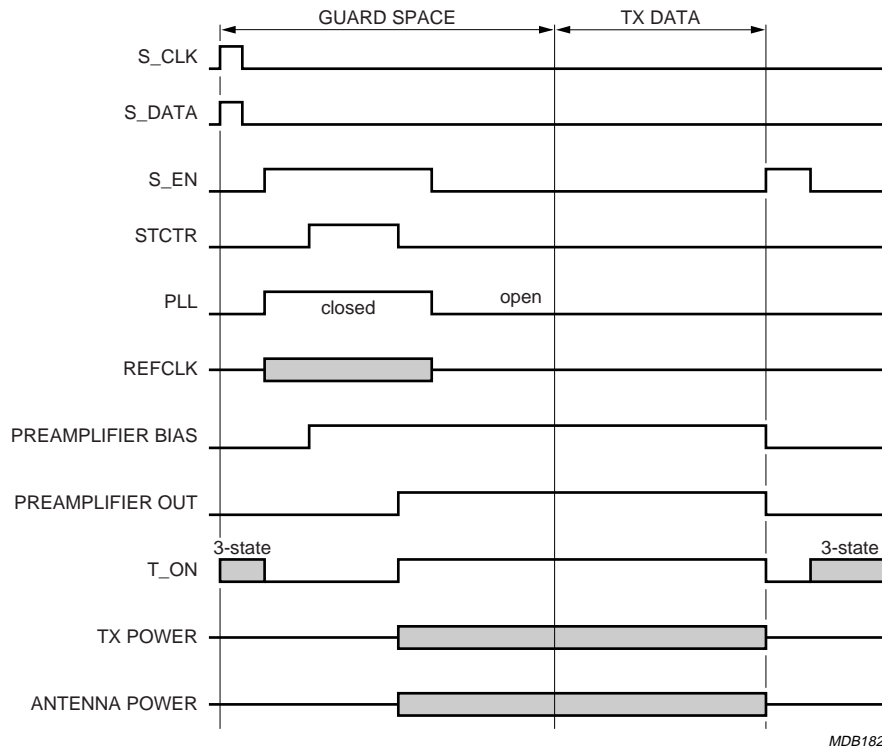 GUARD SPACE TX DATA
S_CLK
S_DATA
S_EN
STCTR
PLL closed open
REFCLK
PREAMPLIFIER BIAS
PREAMPLIFIER OUT
3-state 3-state
T_ON
TX POWER
ANTENNA POWER
MDB182